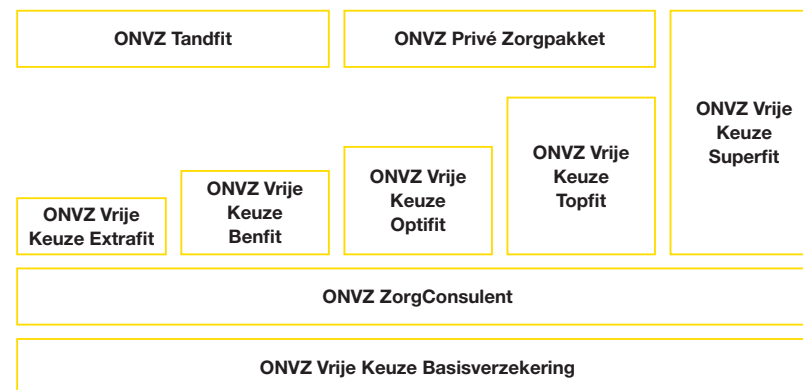 ONVZ Tandfit
ONVZ Privé Zorgpakket
ONVZ Vrije
Keuze
Superfit
ONVZ Vrije
Keuze
Topfit
ONVZ Vrije
Keuze
Optifit
ONVZ Vrije
Keuze
Benfit
ONVZ Vrije
Keuze Extrafit
ONVZ ZorgConsulent
ONVZ Vrije Keuze Basisverzekering